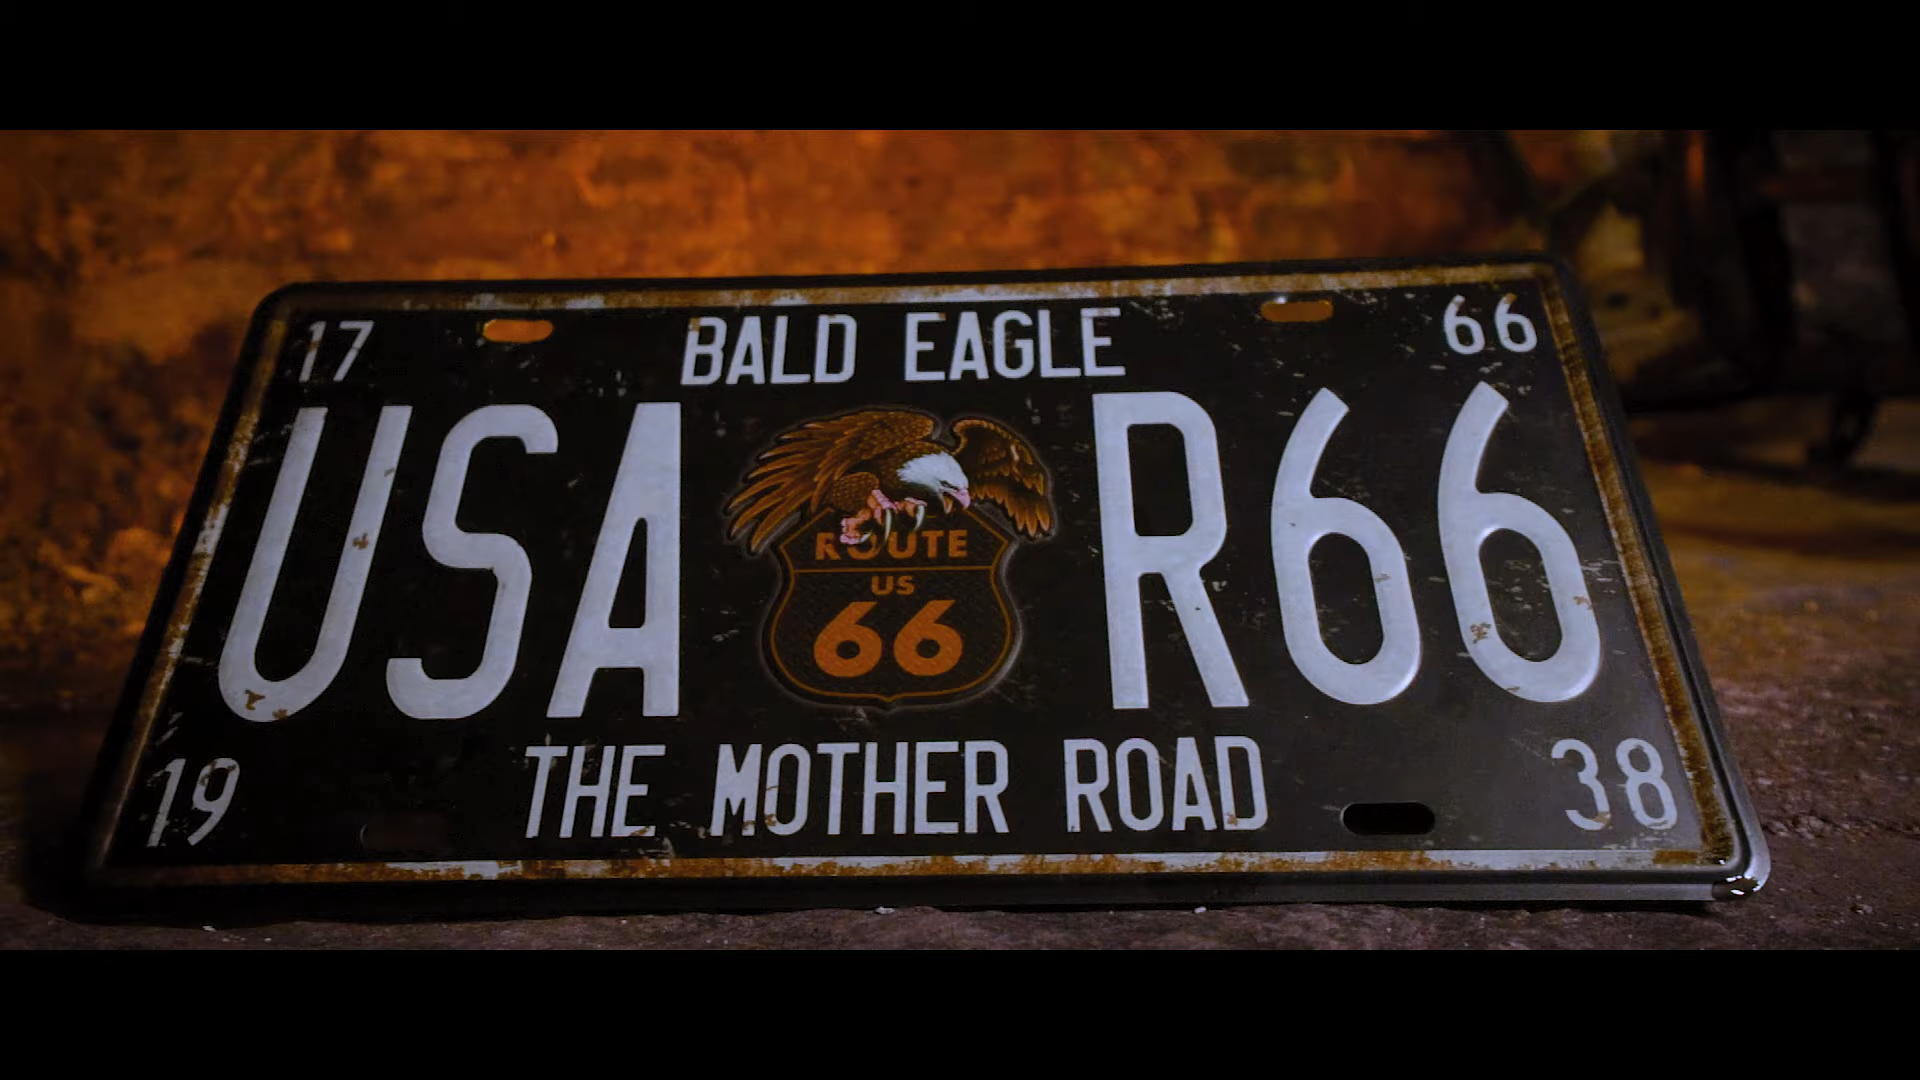 17 BALD EAGLE 66
USA R66
ROUTE
US
66
19 THE MOTHER ROAD 38